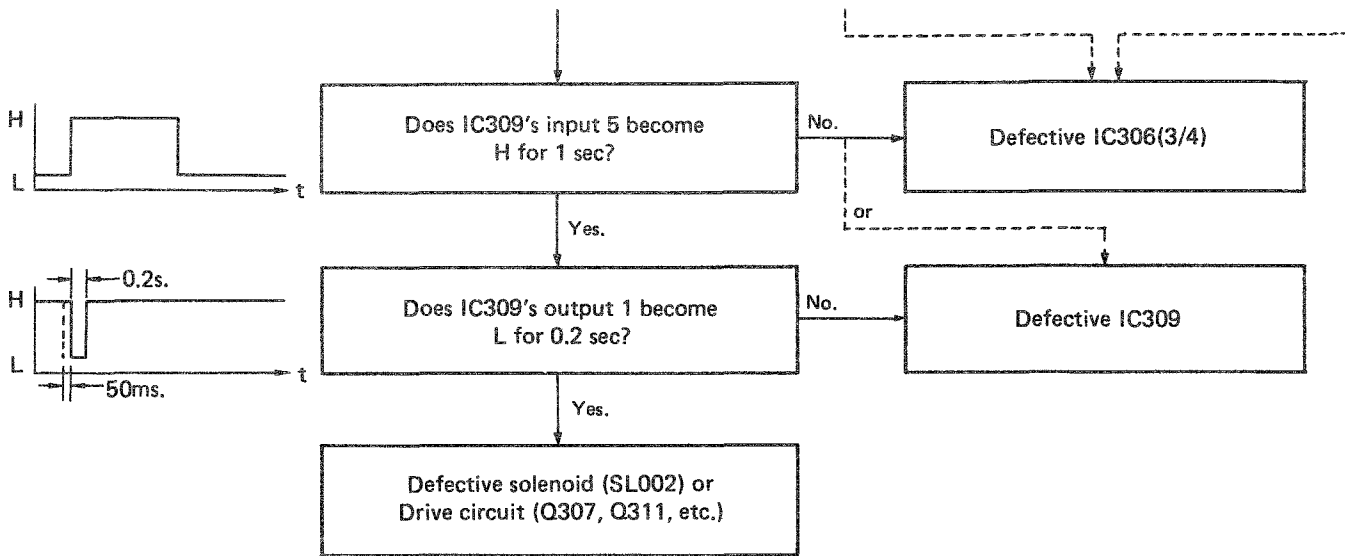 Does IC309's input 5 become
H for 1 sec?
No.
Defective IC306(3/4)
H
L
t
Yes.
or
0.2s.
Does IC309's output 1 become
L for 0.2 sec?
No.
Defective IC309
H
L
t
50ms.
Yes.
Defective solenoid (SL002) or
Drive circuit (Q307, Q311, etc.)